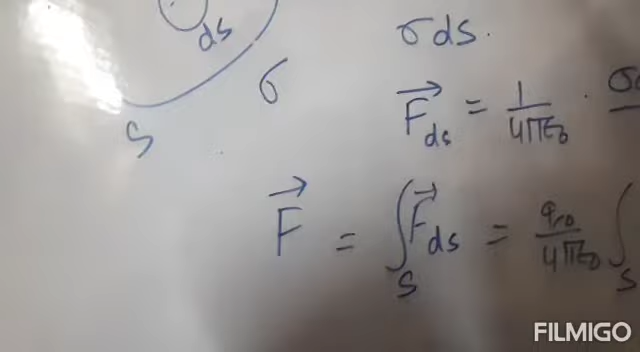 ds
σds.
σ
S
F⃗ds = 1/4πε0 · σ
F⃗ = ∫S F⃗ds = q0/4πε0 ∫S
FILMIGO